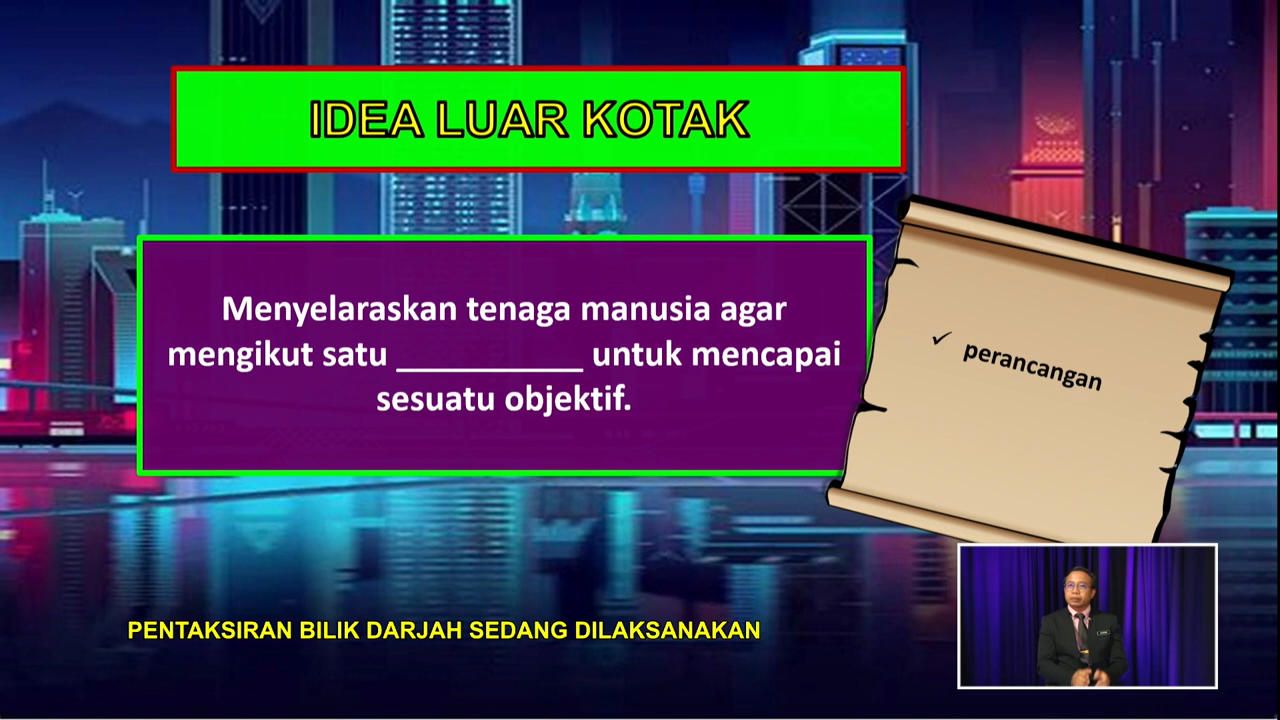 IDEA LUAR KOTAK
Menyelaraskan tenaga manusia agar
mengikut satu __________ untuk mencapai
sesuatu objektif.
✓ perancangan
PENTAKSIRAN BILIK DARJAH SEDANG DILAKSANAKAN